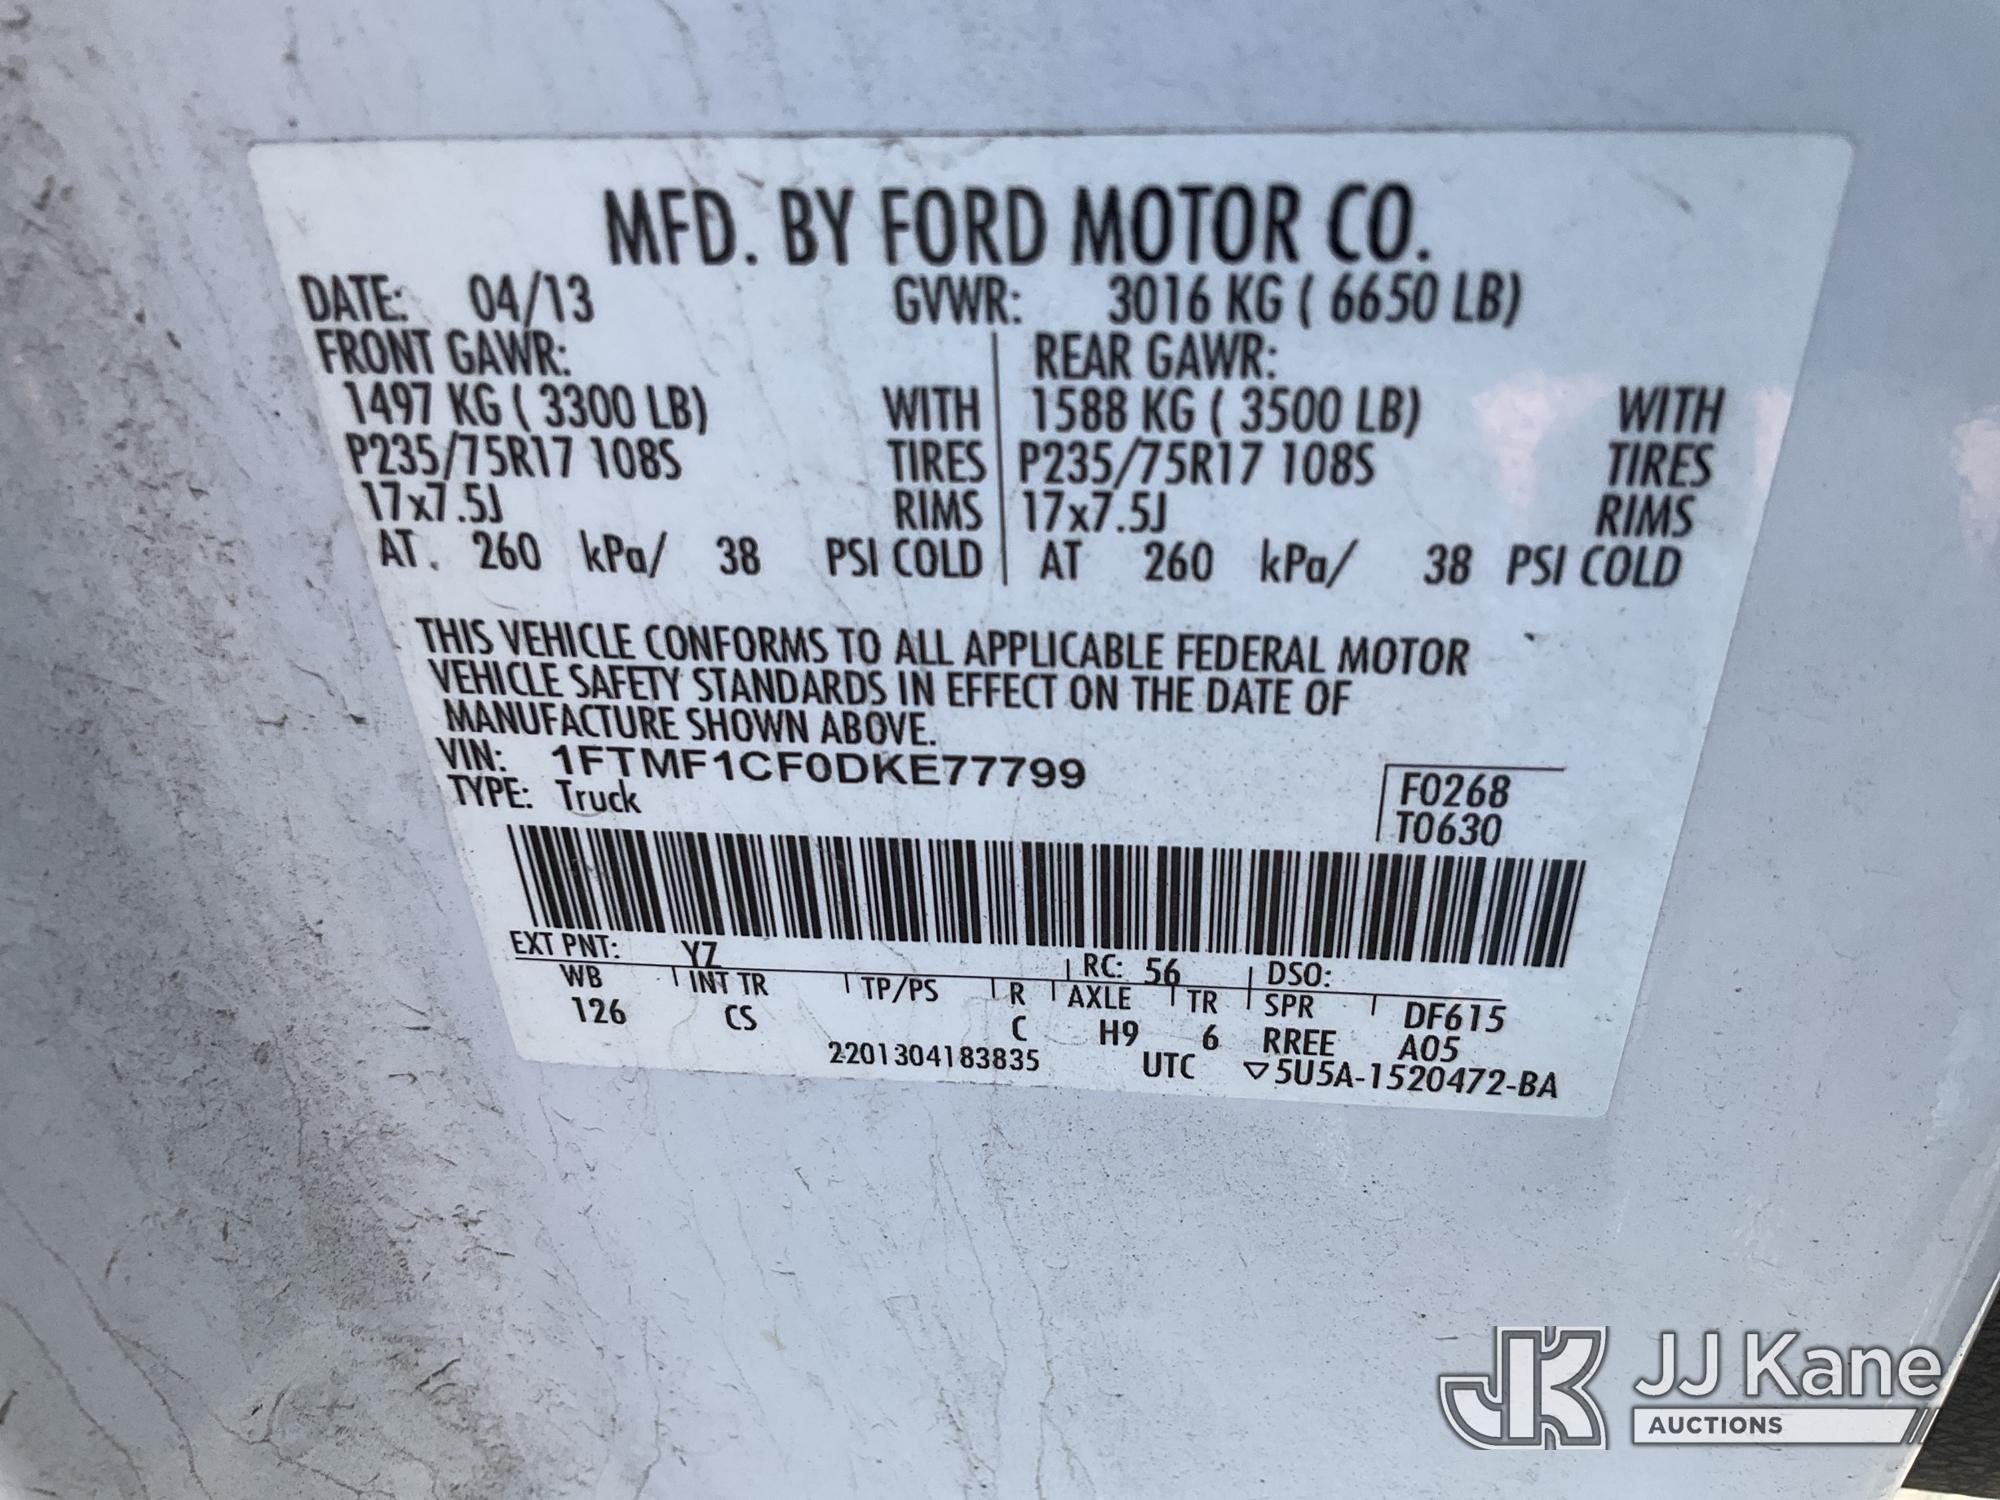 MFD. BY FORD MOTOR CO.
DATE: 04/13 GVWR: 3016 KG ( 6650 LB)
FRONT GAWR: REAR GAWR:
1497 KG ( 3300 LB) WITH 1588 KG ( 3500 LB) WITH
P235/75R17 108S TIRES P235/75R17 108S TIRES
17x7.5J RIMS 17x7.5J RIMS
AT 260 kPa/ 38 PSI COLD AT 260 kPa/ 38 PSI COLD
THIS VEHICLE CONFORMS TO ALL APPLICABLE FEDERAL MOTOR
VEHICLE SAFETY STANDARDS IN EFFECT ON THE DATE OF
MANUFACTURE SHOWN ABOVE.
VIN: 1FTMF1CF0DKE77799
TYPE: Truck
F0268
T0630
EXT PNT: YZ RC: 56 DSO:
WB INT TR TP/PS R AXLE TR SPR DF615
126 CS C H9 6 RREE A05
2201304183835 UTC ▽5U5A-1520472-BA
JK JJ Kane
AUCTIONS